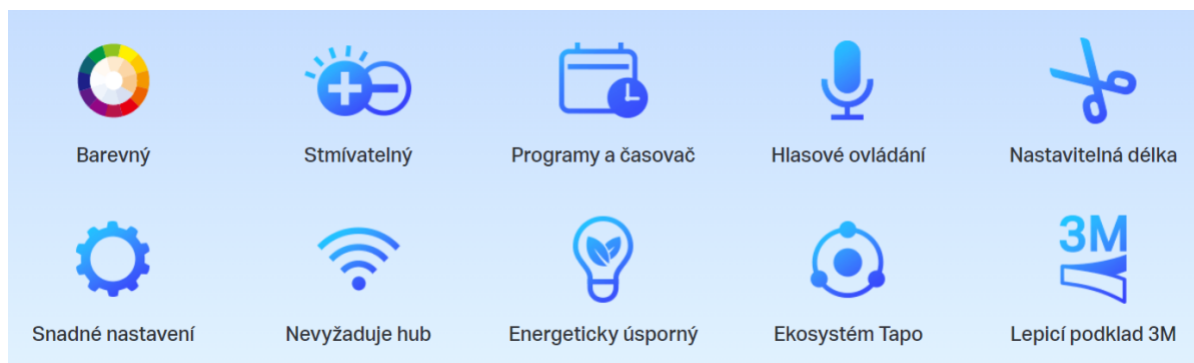 Barevný
Stmívatelný
Programy a časovač
Hlasové ovládání
Nastavitelná délka
3M
Snadné nastavení
Nevyžaduje hub
Energeticky úsporný
Ekosystém Tapo
Lepicí podklad 3M